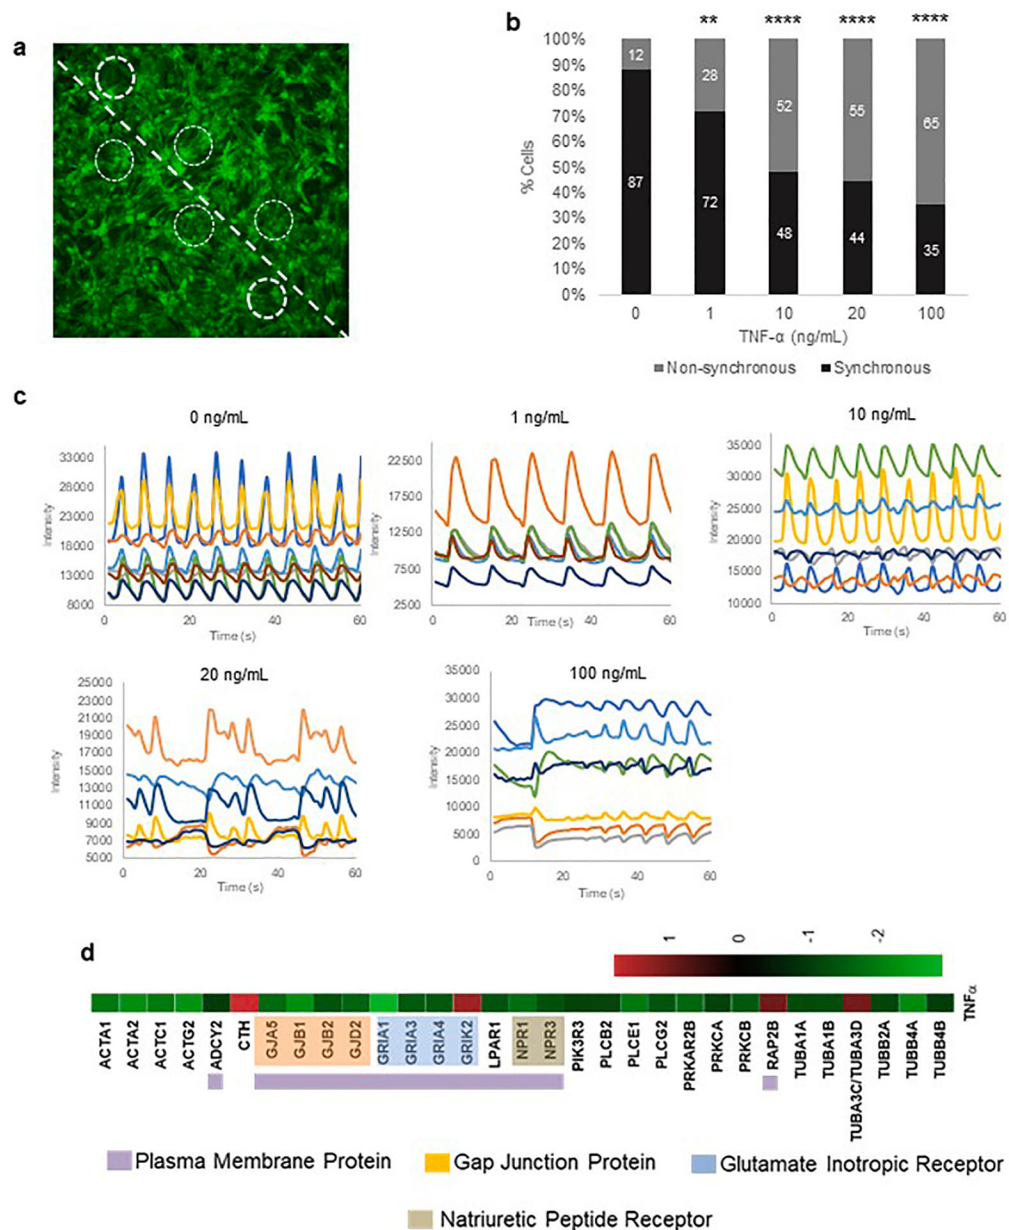 a
b
** **** **** ****
100%
90%
80%
70%
60%
50%
40%
30%
20%
10%
0%
% Cells
12 28 52 55 65
87 72 48 44 35
0 1 10 20 100
TNF-α (ng/mL)
Non-synchronous Synchronous
c
0 ng/mL
33000
28000
23000
18000
13000
8000
Intensity
0 20 40 60
Time (s)
1 ng/mL
22500
17500
12500
7500
2500
Intensity
0 20 40 60
Time (s)
10 ng/mL
35000
30000
25000
20000
15000
10000
Intensity
0 20 40 60
Time (s)
20 ng/mL
25000
23000
21000
19000
17000
15000
13000
11000
9000
7000
5000
Intensity
0 20 40 60
Time (s)
100 ng/mL
35000
30000
25000
20000
15000
10000
5000
0
Intensity
0 20 40 60
Time (s)
d
1 0 -1 -2
TNFα
ACTA1
ACTA2
ACTC1
ACTG2
ADCY2
CTH
GJA5
GJB1
GJB2
GJD2
GRIA1
GRIA3
GRIA4
GRIK2
LPAR1
NPR1
NPR3
PIK3R3
PLCB2
PLCE1
PLCG2
PRKAR2B
PRKCA
PRKCB
RAP2B
TUBA1A
TUBA1B
TUBA3C/TUBA3D
TUBB2A
TUBB4A
TUBB4B
Plasma Membrane Protein Gap Junction Protein Glutamate Inotropic Receptor
Natriuretic Peptide Receptor